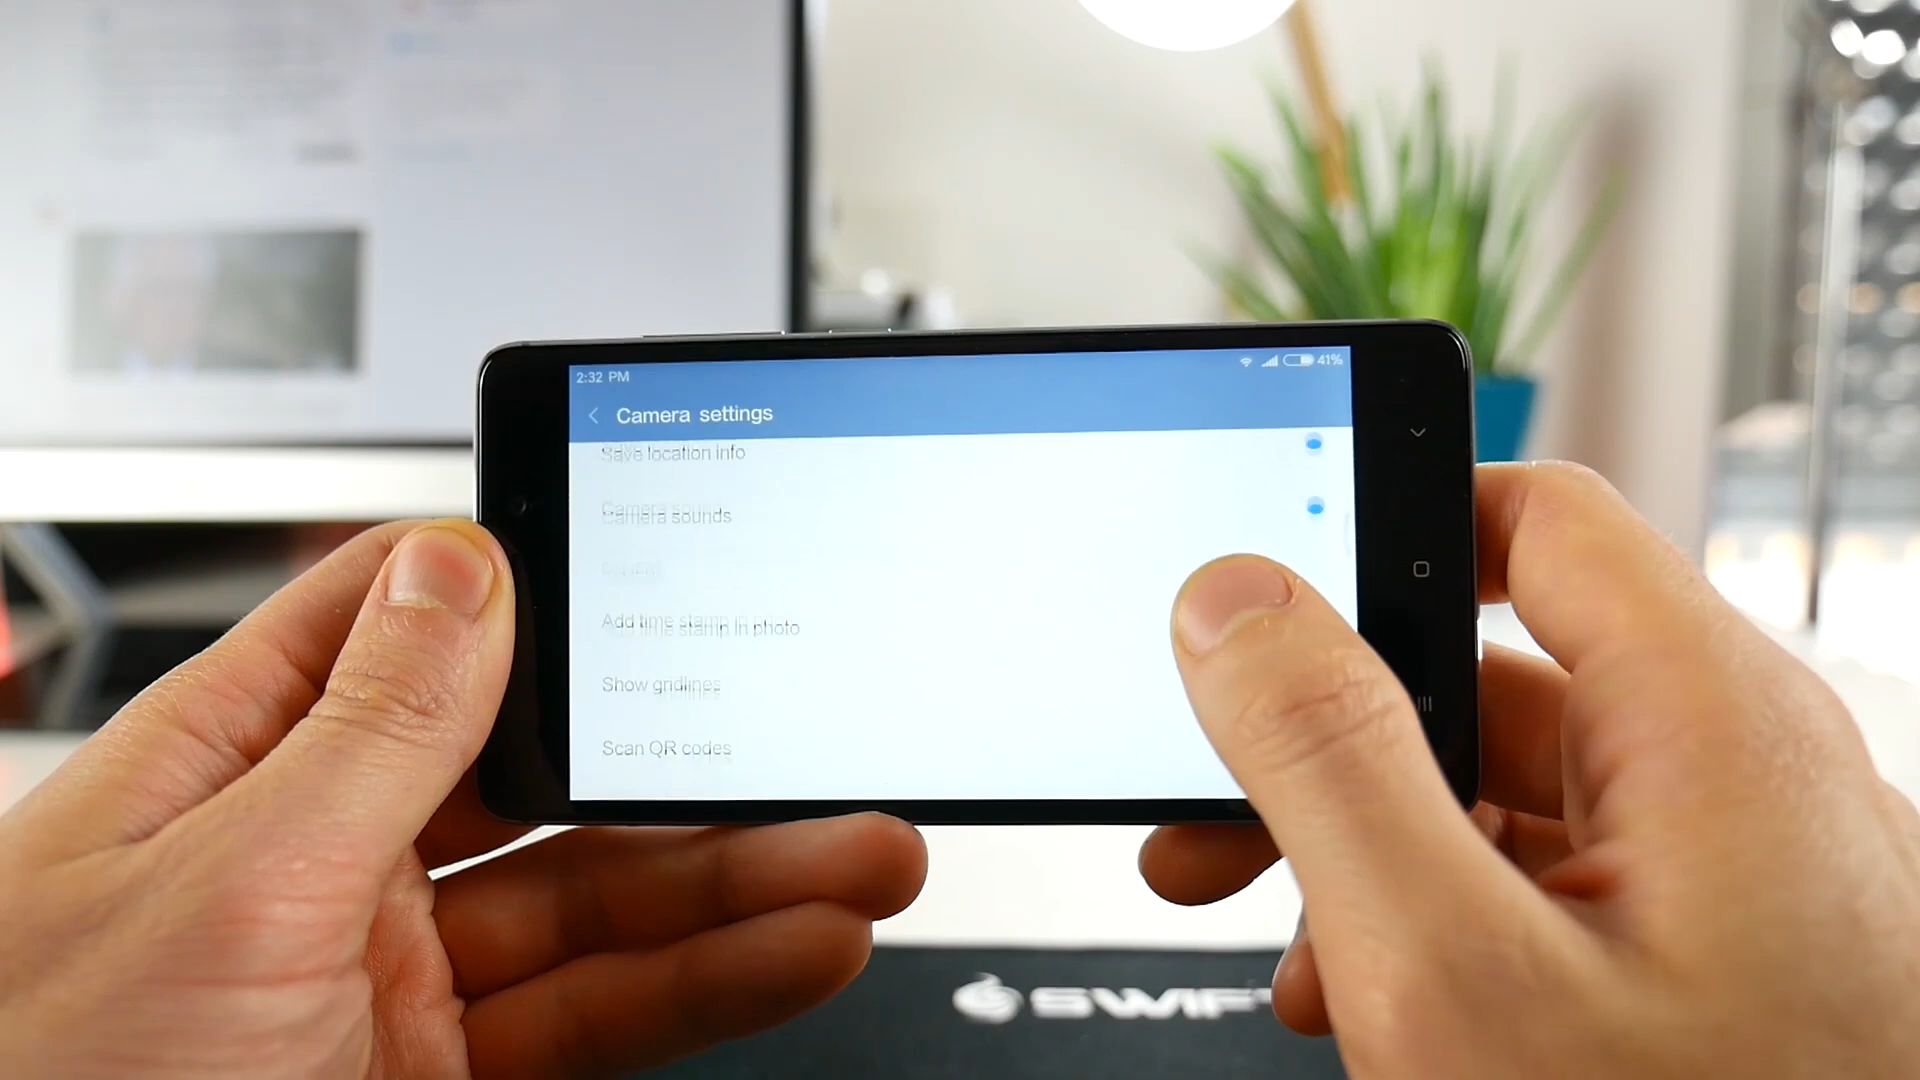 2:32 PM
41%
Camera settings
Save location info
Camera sounds
Add time stamp in photo
Show gridlines
Scan QR codes
SWIF